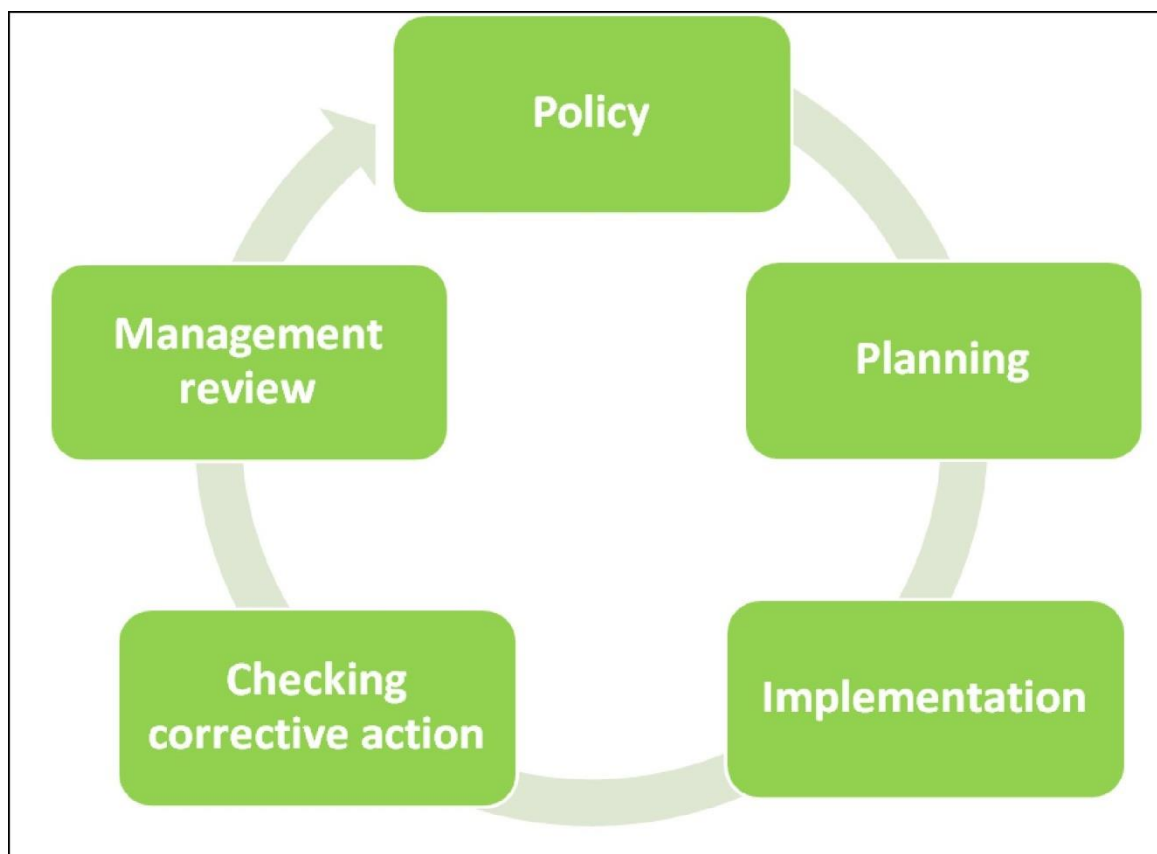 Policy
Planning
Implementation
Checking
corrective action
Management
review